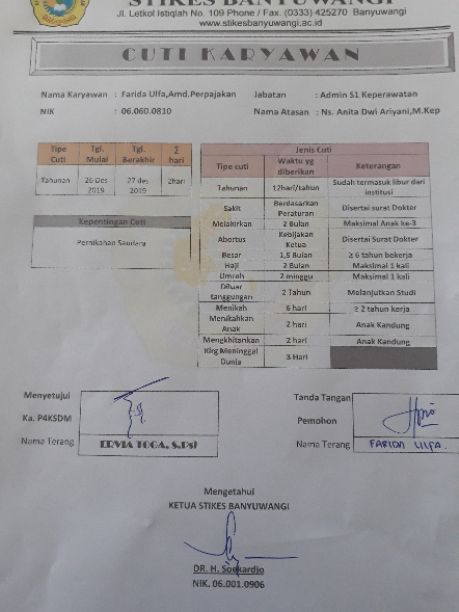 STIKES BANYUWANGI
Jl. Letkol Istiqlah No. 109 Phone / Fax. (0333) 425270 Banyuwangi
www.stikesbanyuwangi.ac.id
CUTI KARYAWAN
Nama Karyawan : Farida Ulfa,Amd.Perpajakan
Jabatan : Admin S1 Keperawatan
NIK : 06.060.0810
Nama Atasan : Ns. Anita Dwi Ariyani,M.Kep
Tipe Cuti Tgl. Mulai Tgl. Berakhir Σ hari
Tahunan 26 Des 2019 27 des 2019 2hari
Kepentingan Cuti
Pernikahan Saudara
Jenis Cuti
Tipe cuti Waktu yg diberikan Keterangan
Tahunan 12hari/tahun Sudah termasuk libur dari institusi
Sakit Berdasarkan Peraturan Disertai surat Dokter
Melahirkan 2 Bulan Maksimal Anak ke-3
Abortus Kebijakan Ketua Disertai Surat Dokter
Besar 1,5 Bulan ≥ 6 tahun bekerja
Haji 2 Bulan Maksimal 1 kali
Umroh 2 minggu Maksimal 1 kali
Diluar tanggungan 2 Tahun Melanjutkan Studi
Menikah 6 hari ≥ 2 tahun kerja
Menikahkan Anak 2 hari Anak Kandung
Mengkhitankan 2 hari Anak Kandung
Klrg Meninggal Dunia 3 Hari
Menyetujui
Ka. P4KSDM
Nama Terang ERVIA TOGA, S.Psi
Tanda Tangan
Pemohon
Nama Terang FARIDA ULFA.
Mengetahui
KETUA STIKES BANYUWANGI
DR. H. Soekardjo
NIK. 06.001.0906